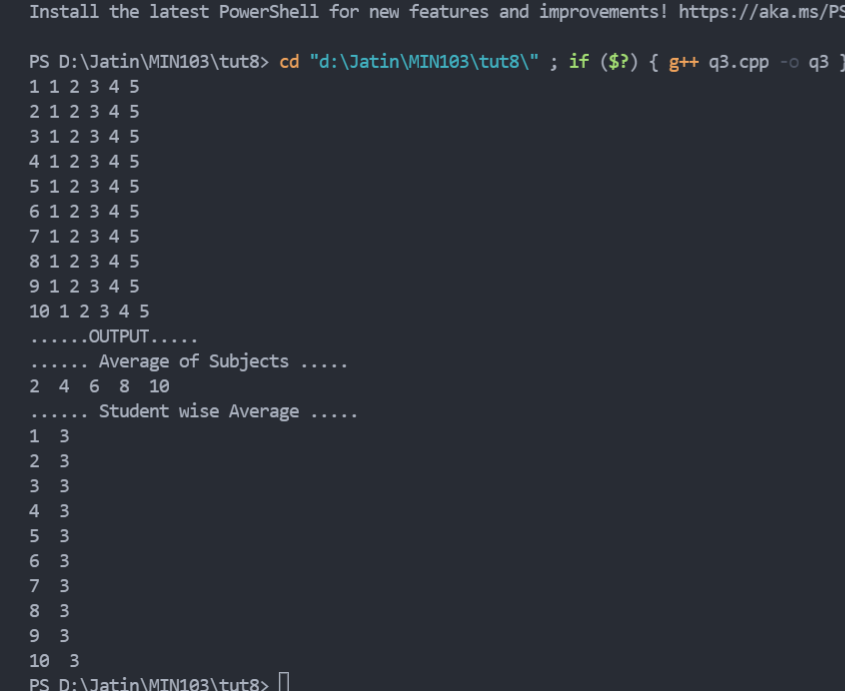 Install the latest PowerShell for new features and improvements! https://aka.ms/PS
PS D:\Jatin\MIN103\tut8> cd "d:\Jatin\MIN103\tut8\" ; if ($?) { g++ q3.cpp -o q3 }
1 1 2 3 4 5
2 1 2 3 4 5
3 1 2 3 4 5
4 1 2 3 4 5
5 1 2 3 4 5
6 1 2 3 4 5
7 1 2 3 4 5
8 1 2 3 4 5
9 1 2 3 4 5
10 1 2 3 4 5
......OUTPUT.....
...... Average of Subjects .....
2  4  6  8  10
...... Student wise Average .....
1  3
2  3
3  3
4  3
5  3
6  3
7  3
8  3
9  3
10  3
PS D:\Jatin\MIN103\tut8>